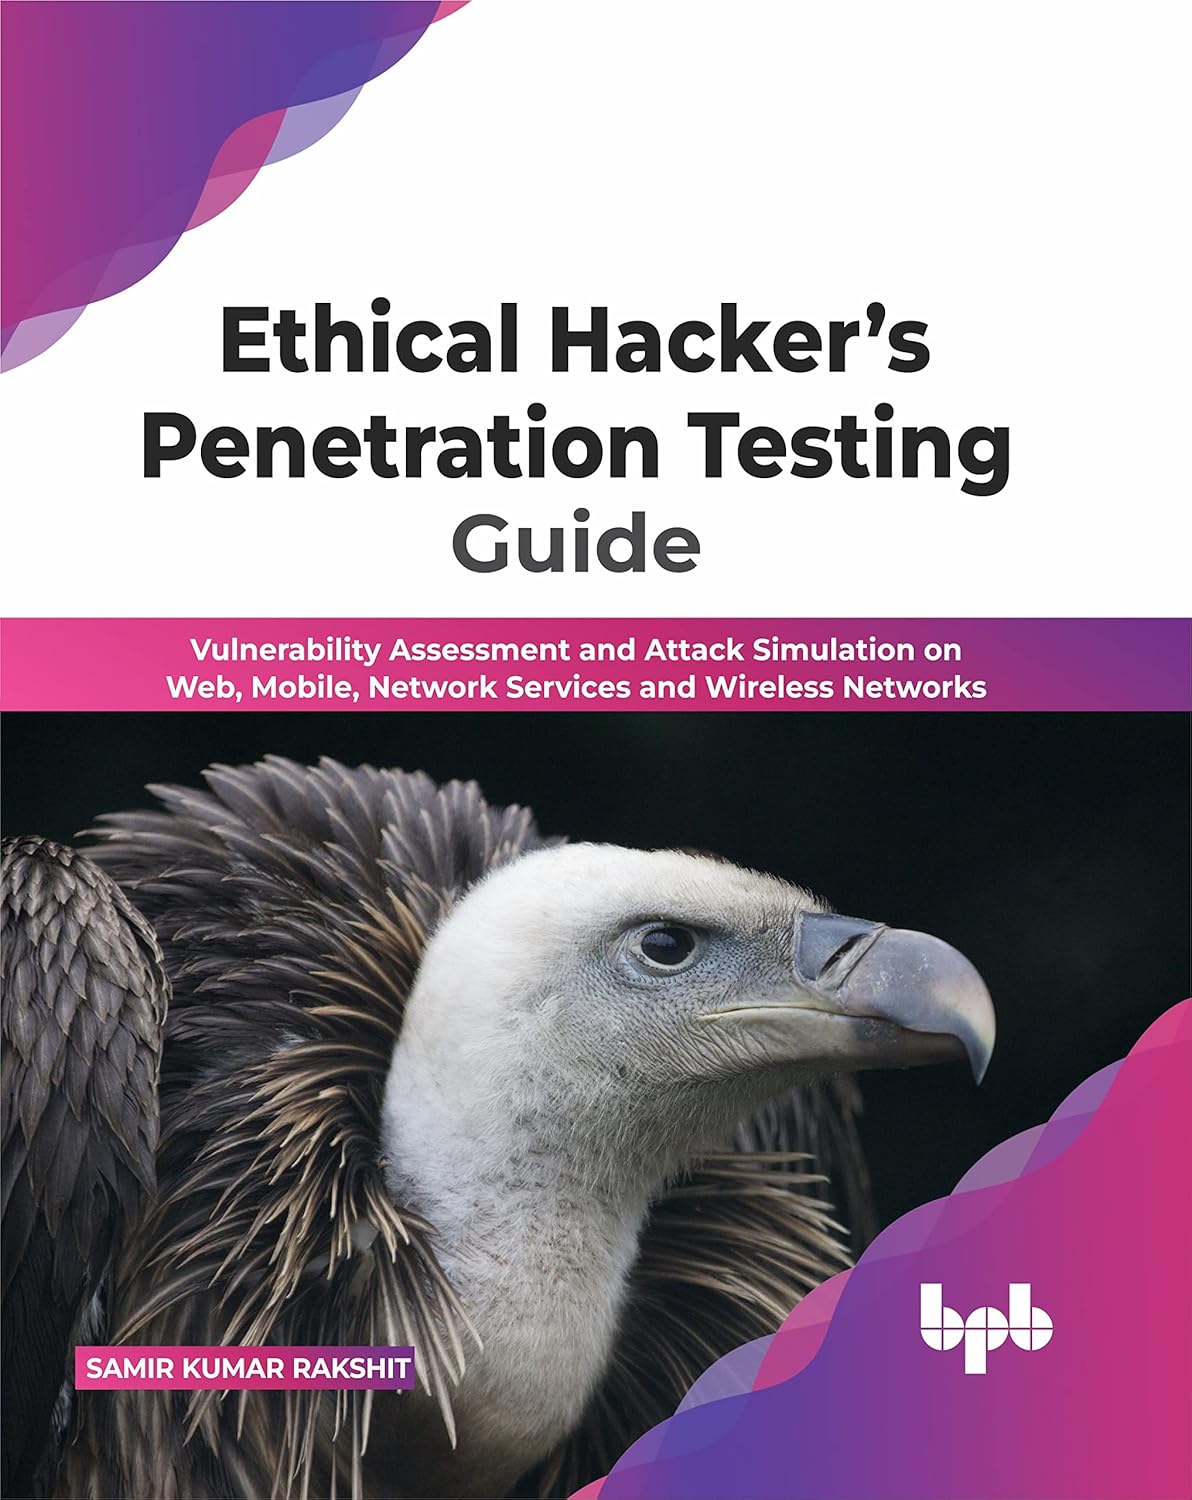 Ethical Hacker’s
Penetration Testing
Guide
Vulnerability Assessment and Attack Simulation on
Web, Mobile, Network Services and Wireless Networks
SAMIR KUMAR RAKSHIT
bpb